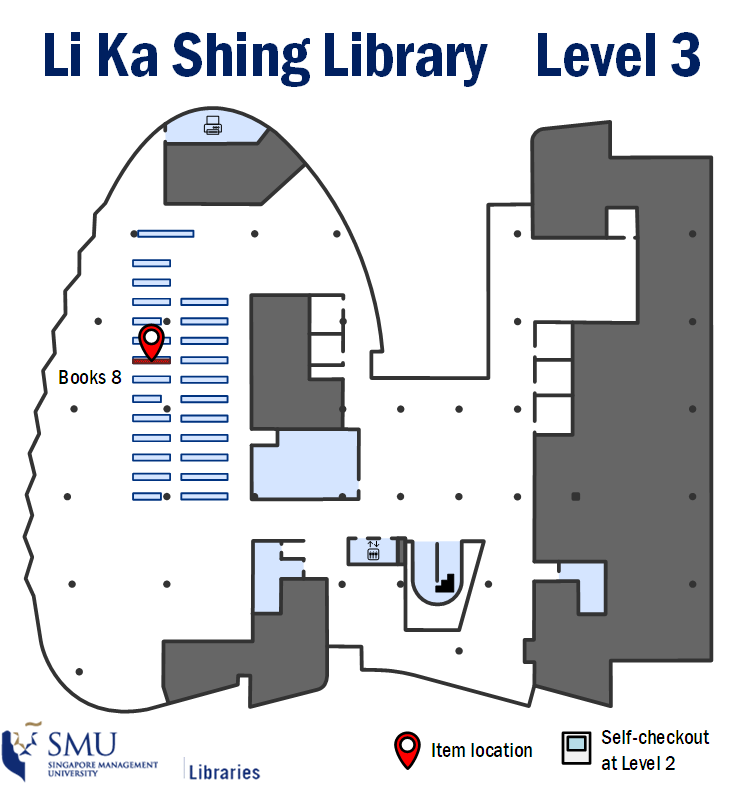 Li Ka Shing Library Level 3
Books 8
SMU
SINGAPORE MANAGEMENT
UNIVERSITY
Libraries
Item location
Self-checkout
at Level 2